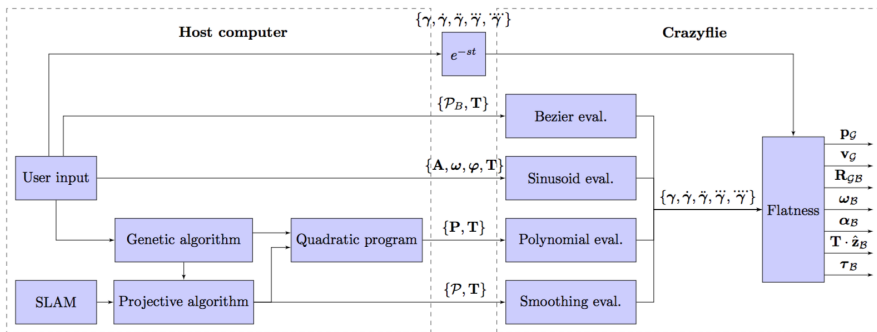 {γ, γ̇, γ̈, γ⃛, γ⃜}
Host computer
Crazyflie
e^{-st}
{𝒫_B, T}
Bezier eval.
User input
{A, ω, φ, T}
Sinusoid eval.
{γ, γ̇, γ̈, γ⃛, γ⃜}
Flatness
p_𝒢
v_𝒢
R_𝒢ℬ
ω_ℬ
α_ℬ
T · ẑ_ℬ
τ_ℬ
Genetic algorithm
Quadratic program
{P, T}
Polynomial eval.
SLAM
Projective algorithm
{𝒫, T}
Smoothing eval.